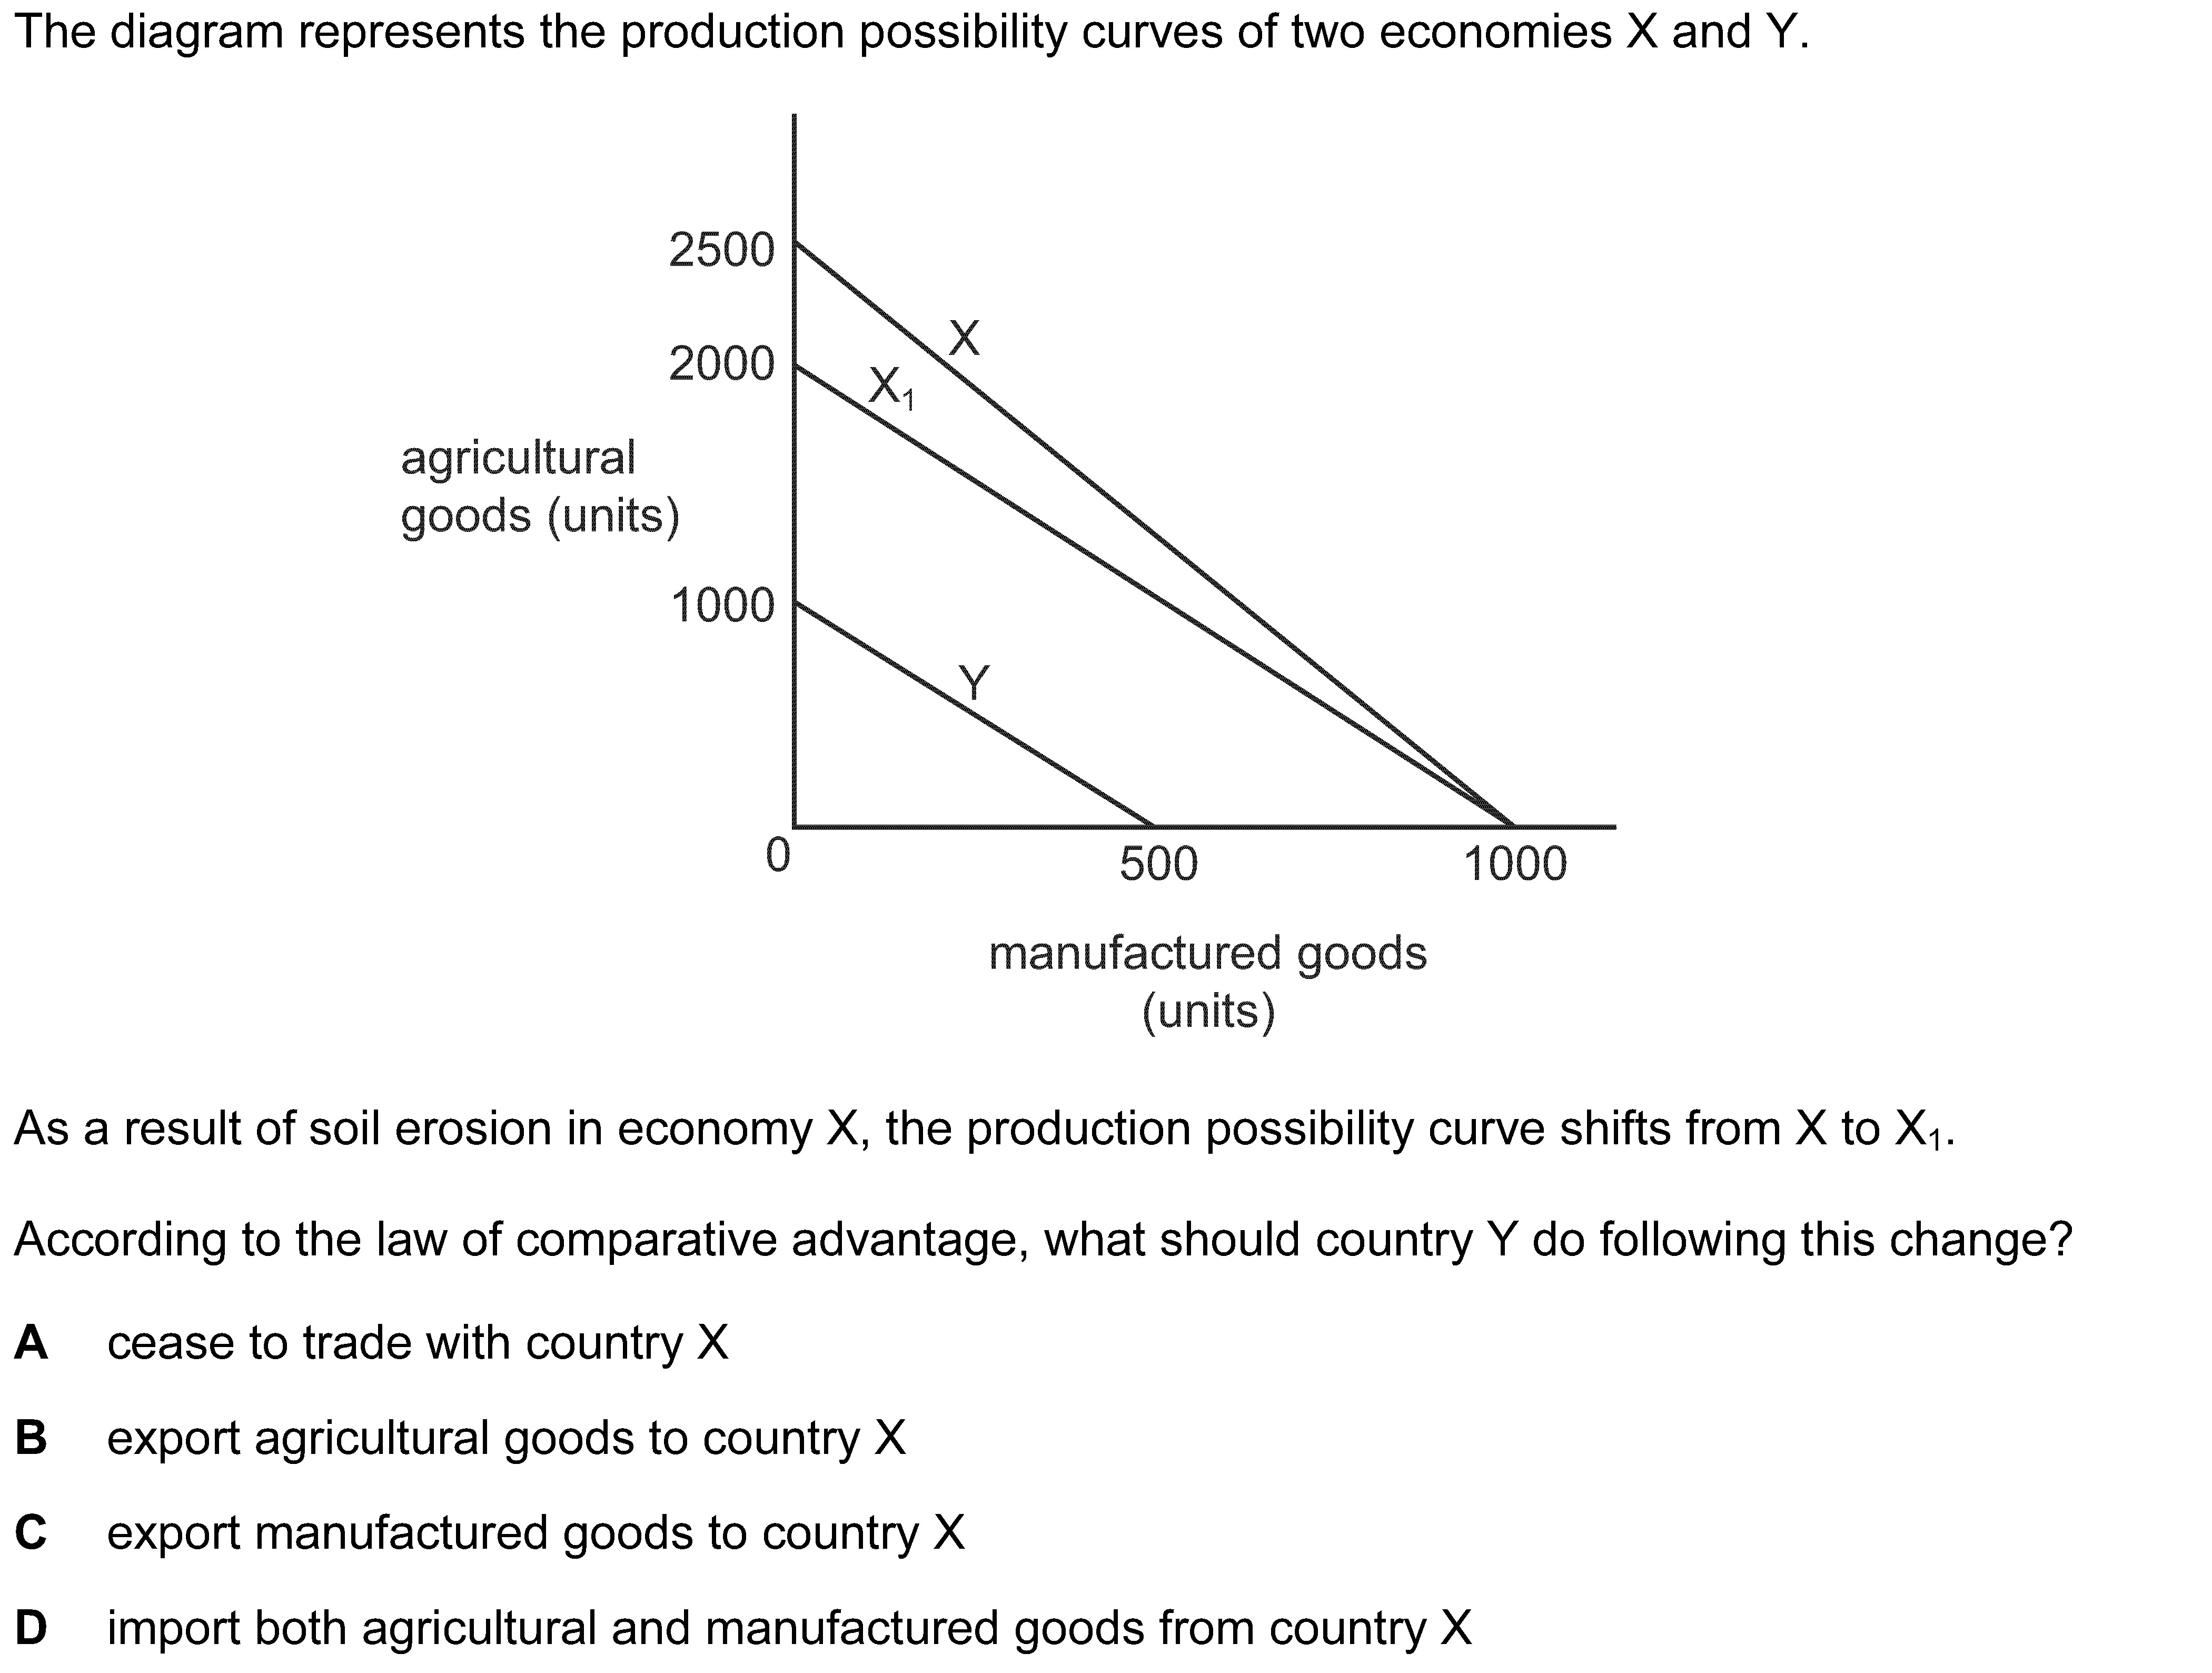 The diagram represents the production possibility curves of two economies X and Y.
2500
X
2000
X₁
agricultural
goods (units)
1000
Y
0
500
1000
manufactured goods
(units)
As a result of soil erosion in economy X, the production possibility curve shifts from X to X₁.
According to the law of comparative advantage, what should country Y do following this change?
A cease to trade with country X
B export agricultural goods to country X
C export manufactured goods to country X
D import both agricultural and manufactured goods from country X